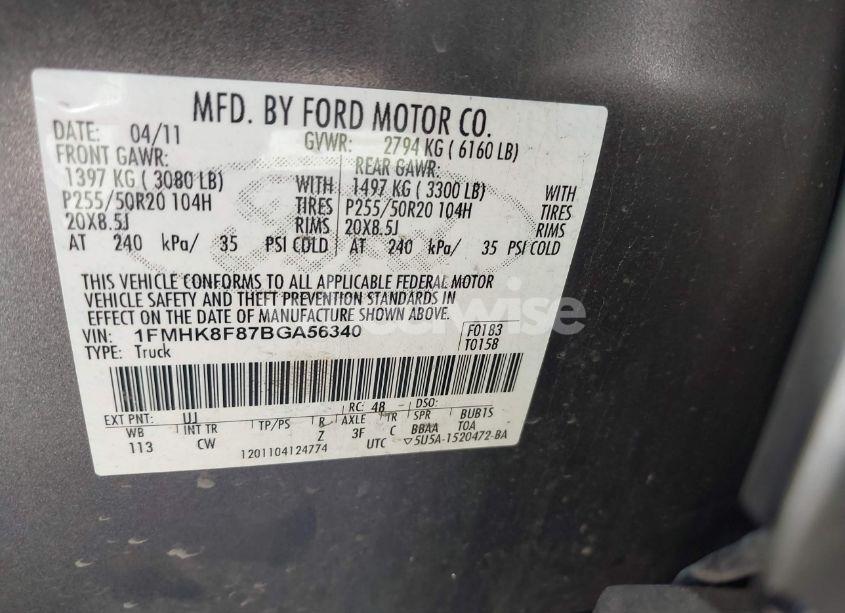 MFD. BY FORD MOTOR CO.
DATE: 04/11 GVWR: 2794 KG ( 6160 LB)
FRONT GAWR: REAR GAWR:
1397 KG ( 3080 LB) WITH 1497 KG ( 3300 LB) WITH
P255/50R20 104H TIRES P255/50R20 104H TIRES
20X8.5J RIMS 20X8.5J RIMS
AT 240 kPa/ 35 PSI COLD AT 240 kPa/ 35 PSI COLD
THIS VEHICLE CONFORMS TO ALL APPLICABLE FEDERAL MOTOR
VEHICLE SAFETY AND THEFT PREVENTION STANDARDS IN
EFFECT ON THE DATE OF MANUFACTURE SHOWN ABOVE.
VIN: 1FMHK8F87BGA56340 F0183
TYPE: Truck T0158
RC: 48 DSO:
EXT PNT: UJ
WB INT TR TP/PS R AXLE TR SPR BUB1S
113 CW Z 3F C BBAA TOA
1201104124774 UTC ▽5U5A-1520472-BA